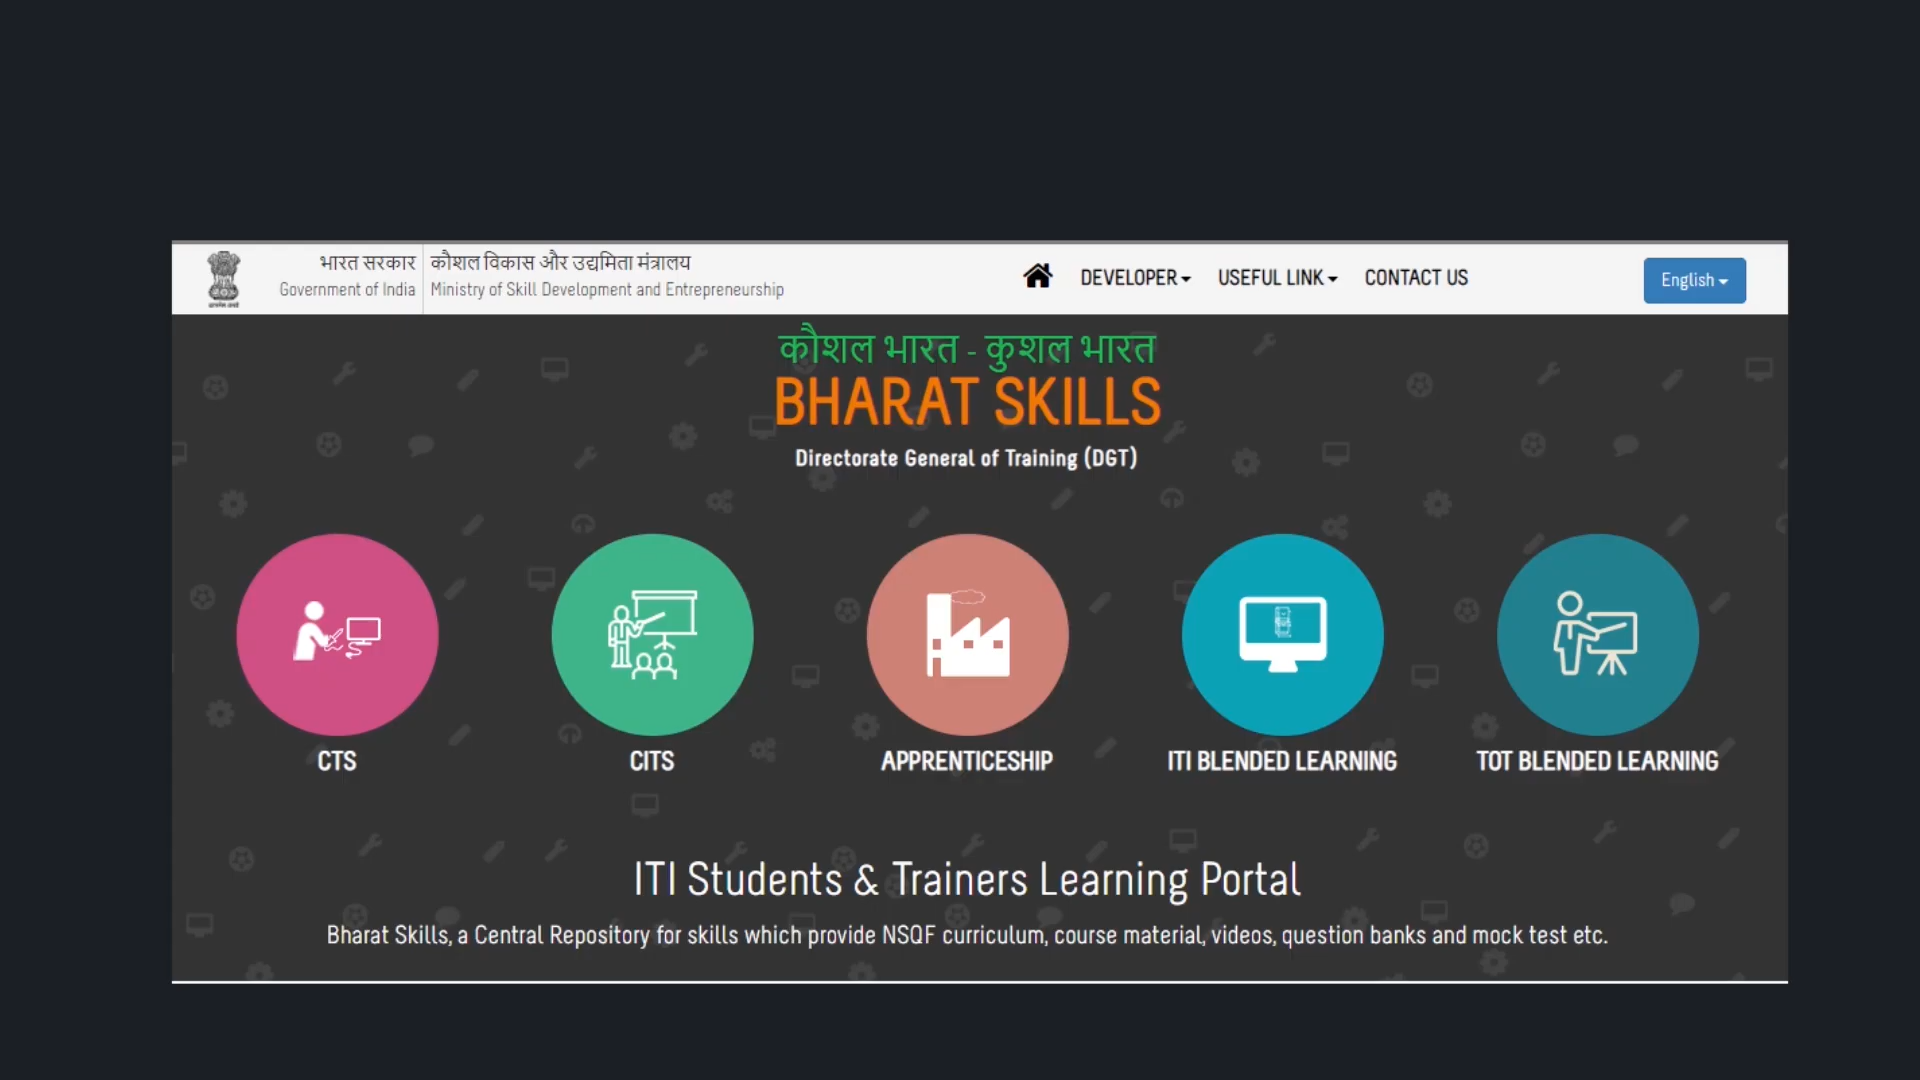 भारत सरकार
Government of India
कौशल विकास और उद्यमिता मंत्रालय
Ministry of Skill Development and Entrepreneurship
DEVELOPER
USEFUL LINK
CONTACT US
English
कौशल भारत - कुशल भारत
BHARAT SKILLS
Directorate General of Training (DGT)
CTS
CITS
APPRENTICESHIP
ITI BLENDED LEARNING
TOT BLENDED LEARNING
ITI Students & Trainers Learning Portal
Bharat Skills, a Central Repository for skills which provide NSQF curriculum, course material, videos, question banks and mock test etc.